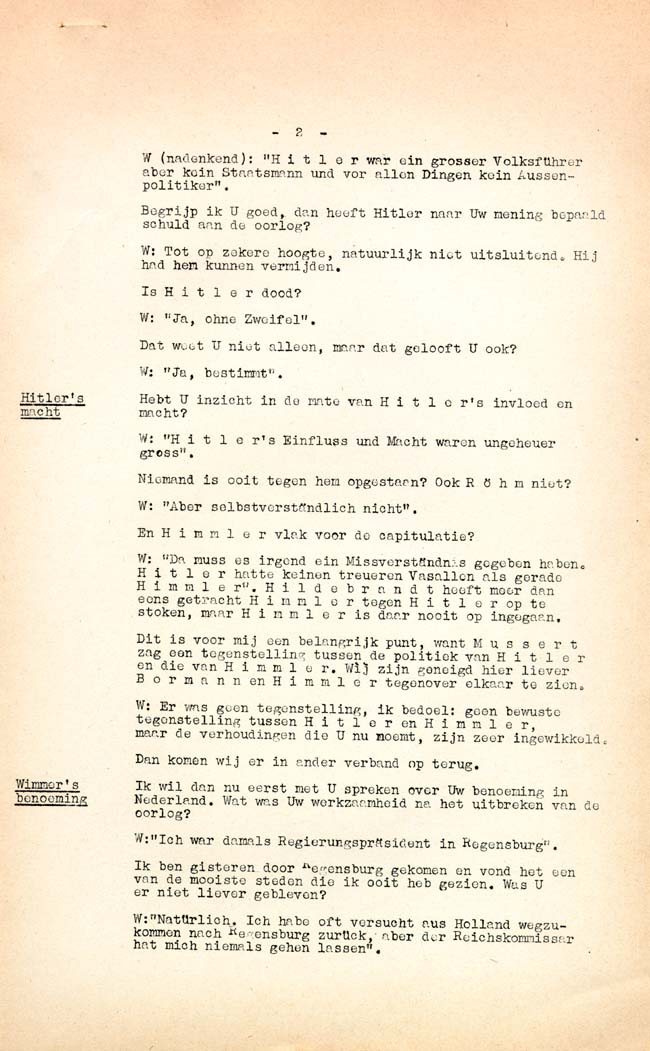 - 2 -
W (nadenkend): "H i t l e r war ein grosser Volksführer
aber kein Staatsmann und vor allen Dingen kein Aussen-
politiker".
Begrijp ik U goed, dan heeft Hitler naar Uw mening bepaald
schuld aan de oorlog?
W: Tot op zekere hoogte, natuurlijk niet uitsluitend. Hij
had hem kunnen vermijden.
Is H i t l e r dood?
W: "Ja, ohne Zweifel".
Dat weet U niet alleen, maar dat gelooft U ook?
W: "Ja, bestimmt".
Hitler's
macht
Hebt U inzicht in de mate van H i t l e r's invloed en
macht?
W: "H i t l e r's Einfluss und Macht waren ungeheuer
gross".
Niemand is ooit tegen hem opgestaan? Ook R ö h m niet?
W: "Aber selbstverständlich nicht".
En H i m m l e r vlak voor de capitulatie?
W: "Da muss es irgend ein Missverständnis gegeben haben.
H i t l e r hatte keinen treueren Vasallen als gerade
H i m m l e r". H i l d e b r a n d t heeft meer dan
eens getracht H i m m l e r tegen H i t l e r op te
stoken, maar H i m m l e r is daar nooit op ingegaan.
Dit is voor mij een belangrijk punt, want M u s s e r t
zag een tegenstelling tussen de politiek van H i t l e r
en die van H i m m l e r. Wij zijn geneigd hier liever
B o r m a n n en H i m m l e r tegenover elkaar te zien.
W: Er was geen tegenstelling, ik bedoel: geen bewuste
tegenstelling tussen H i t l e r en H i m m l e r,
maar de verhoudingen die U nu noemt, zijn zeer ingewikkeld.
Dan komen wij er in ander verband op terug.
Wimmer's
benoeming
Ik wil dan nu eerst met U spreken over Uw benoeming in
Nederland. Wat was Uw werkzaamheid na het uitbreken van de
oorlog?
W:"Ich war damals Regierungspräsident in Regensburg".
Ik ben gisteren door Regensburg gekomen en vond het een
van de mooiste steden die ik ooit heb gezien. Was U
er niet liever gebleven?
W:"Natürlich. Ich habe oft versucht aus Holland wegzu-
kommen nach Regensburg zurück, aber der Reichskommissar
hat mich niemals gehen lassen".